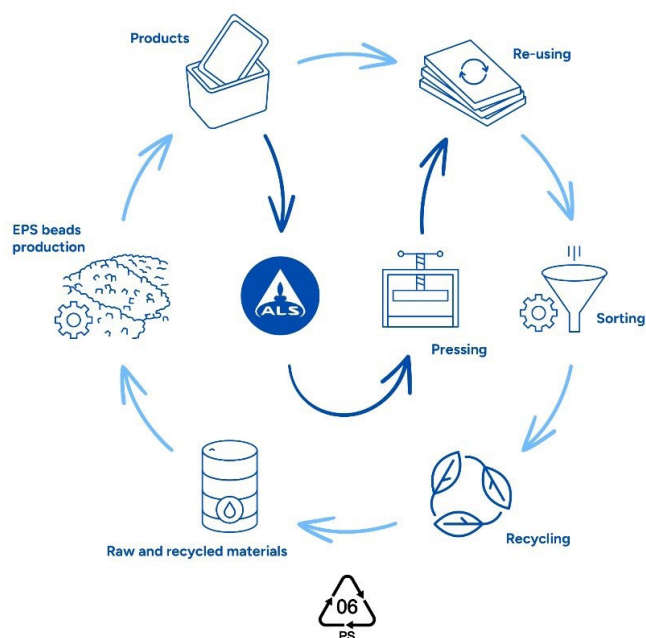 Products
Re-using
EPS beads
production
ALS
Pressing
Sorting
Raw and recycled materials
Recycling
06
PS